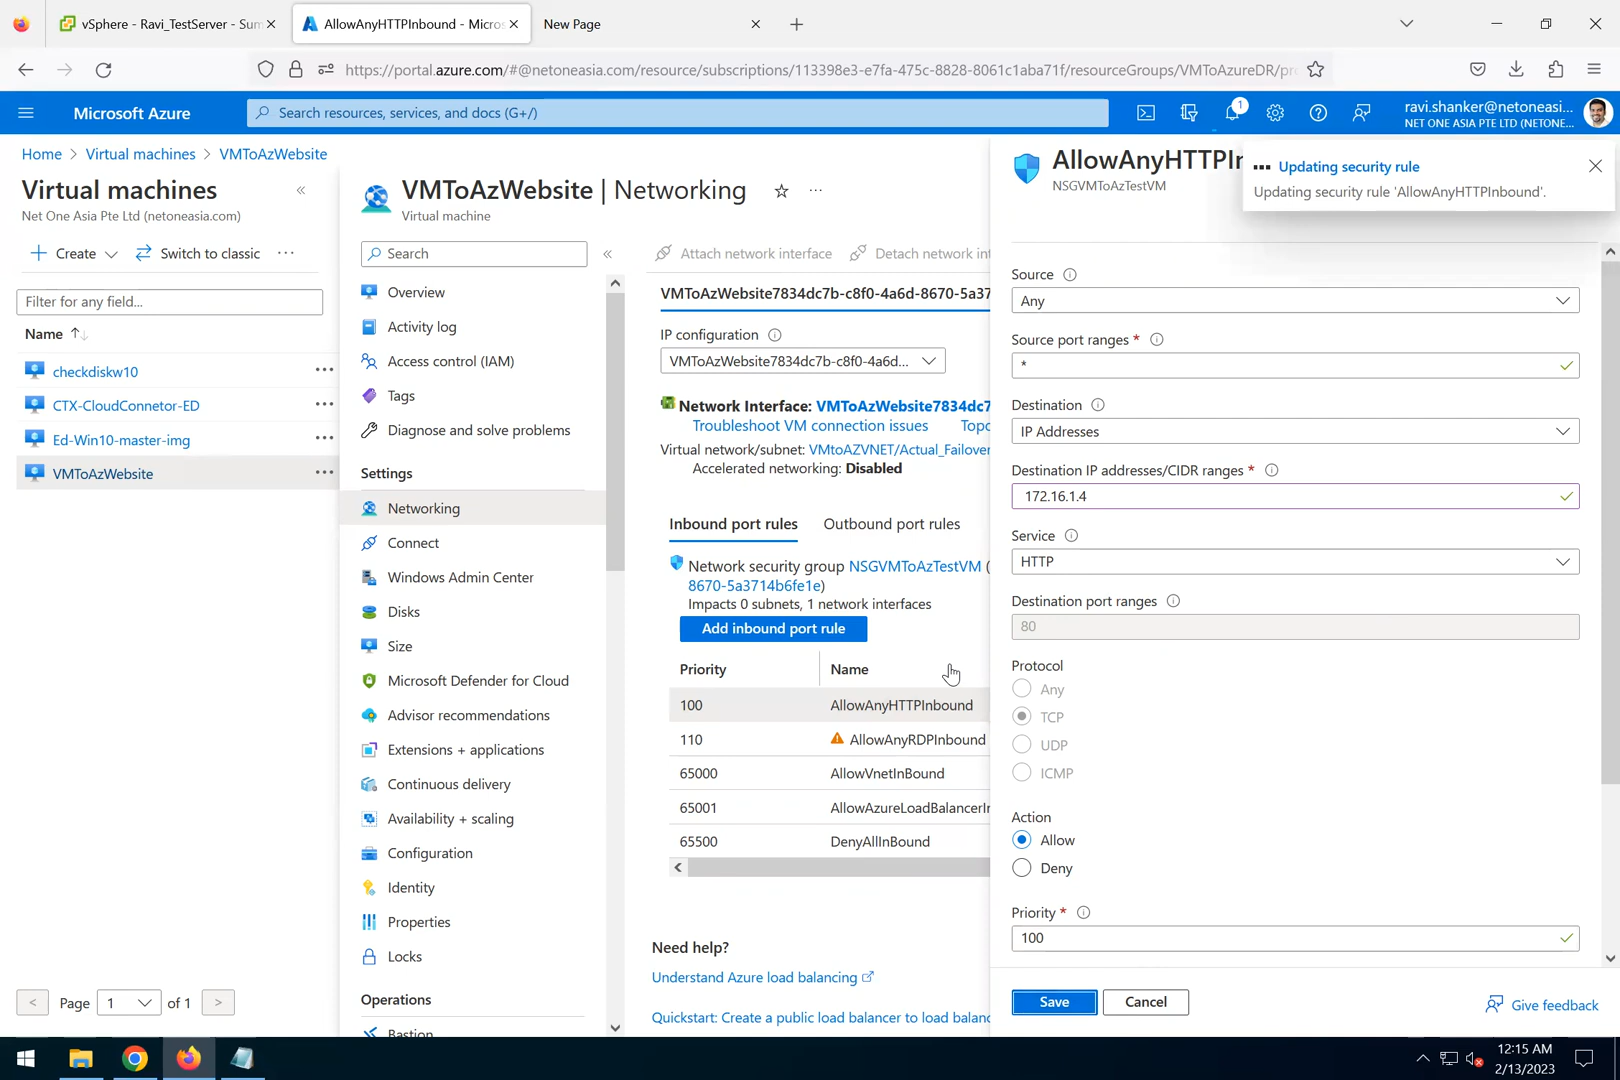 vSphere - Ravi_TestServer - Sum
AllowAnyHTTPInbound - Micros
New Page
https://portal.azure.com/#@netoneasia.com/resource/subscriptions/113398e3-e7fa-475c-8828-8061c1aba71f/resourceGroups/VMToAzureDR/pro
Microsoft Azure
Search resources, services, and docs (G+/)
1
ravi.shanker@netoneasi...
NET ONE ASIA PTE LTD (NETONE...
Home > Virtual machines > VMToAzWebsite
Virtual machines
Net One Asia Pte Ltd (netoneasia.com)
Create
Switch to classic
Filter for any field...
Name
checkdiskw10
CTX-CloudConnetor-ED
Ed-Win10-master-img
VMToAzWebsite
< Page 1 of 1 >
VMToAzWebsite | Networking
Virtual machine
Search
Overview
Activity log
Access control (IAM)
Tags
Diagnose and solve problems
Settings
Networking
Connect
Windows Admin Center
Disks
Size
Microsoft Defender for Cloud
Advisor recommendations
Extensions + applications
Continuous delivery
Availability + scaling
Configuration
Identity
Properties
Locks
Operations
Bastion
Attach network interface
Detach network int
VMToAzWebsite7834dc7b-c8f0-4a6d-8670-5a37
IP configuration
VMToAzWebsite7834dc7b-c8f0-4a6d...
Network Interface: VMToAzWebsite7834dc7
Troubleshoot VM connection issues
Topo
Virtual network/subnet: VMtoAZVNET/Actual_Failover
Accelerated networking: Disabled
Inbound port rules
Outbound port rules
Network security group NSGVMToAzTestVM (
8670-5a3714b6fe1e)
Impacts 0 subnets, 1 network interfaces
Add inbound port rule
Priority Name
100 AllowAnyHTTPInbound
110 AllowAnyRDPInbound
65000 AllowVnetInBound
65001 AllowAzureLoadBalancerIn
65500 DenyAllInBound
Need help?
Understand Azure load balancing
Quickstart: Create a public load balancer to load balanc
AllowAnyHTTPIn
NSGVMToAzTestVM
Updating security rule
Updating security rule 'AllowAnyHTTPInbound'.
Source
Any
Source port ranges *
*
Destination
IP Addresses
Destination IP addresses/CIDR ranges *
172.16.1.4
Service
HTTP
Destination port ranges
80
Protocol
Any
TCP
UDP
ICMP
Action
Allow
Deny
Priority *
100
Save
Cancel
Give feedback
12:15 AM
2/13/2023